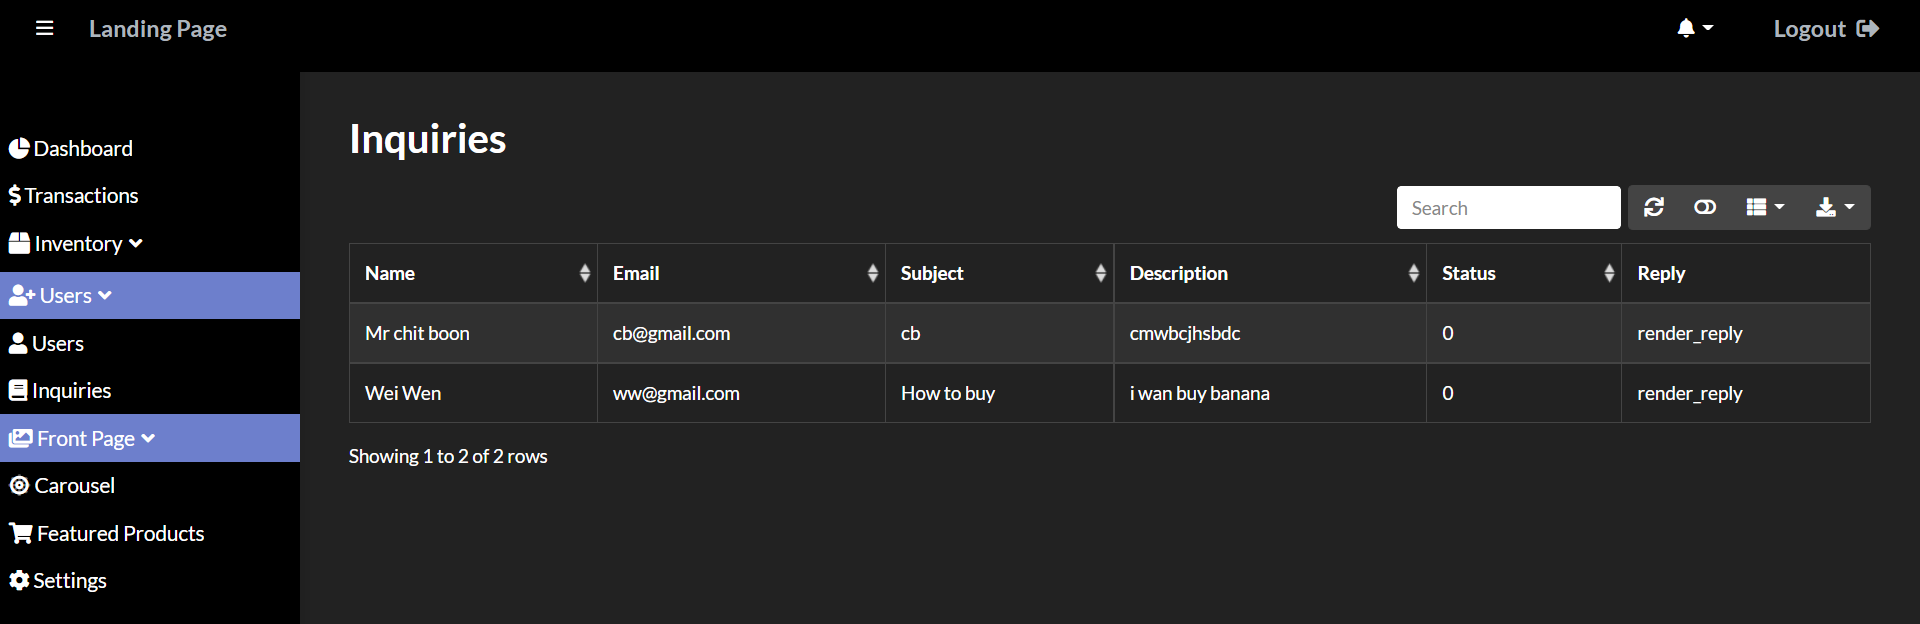 Landing Page
Logout
Dashboard
Transactions
Inventory
Users
Users
Inquiries
Front Page
Carousel
Featured Products
Settings
Inquiries
Search
Name Email Subject Description Status Reply
Mr chit boon cb@gmail.com cb cmwbcjhsbdc 0 render_reply
Wei Wen ww@gmail.com How to buy i wan buy banana 0 render_reply
Showing 1 to 2 of 2 rows